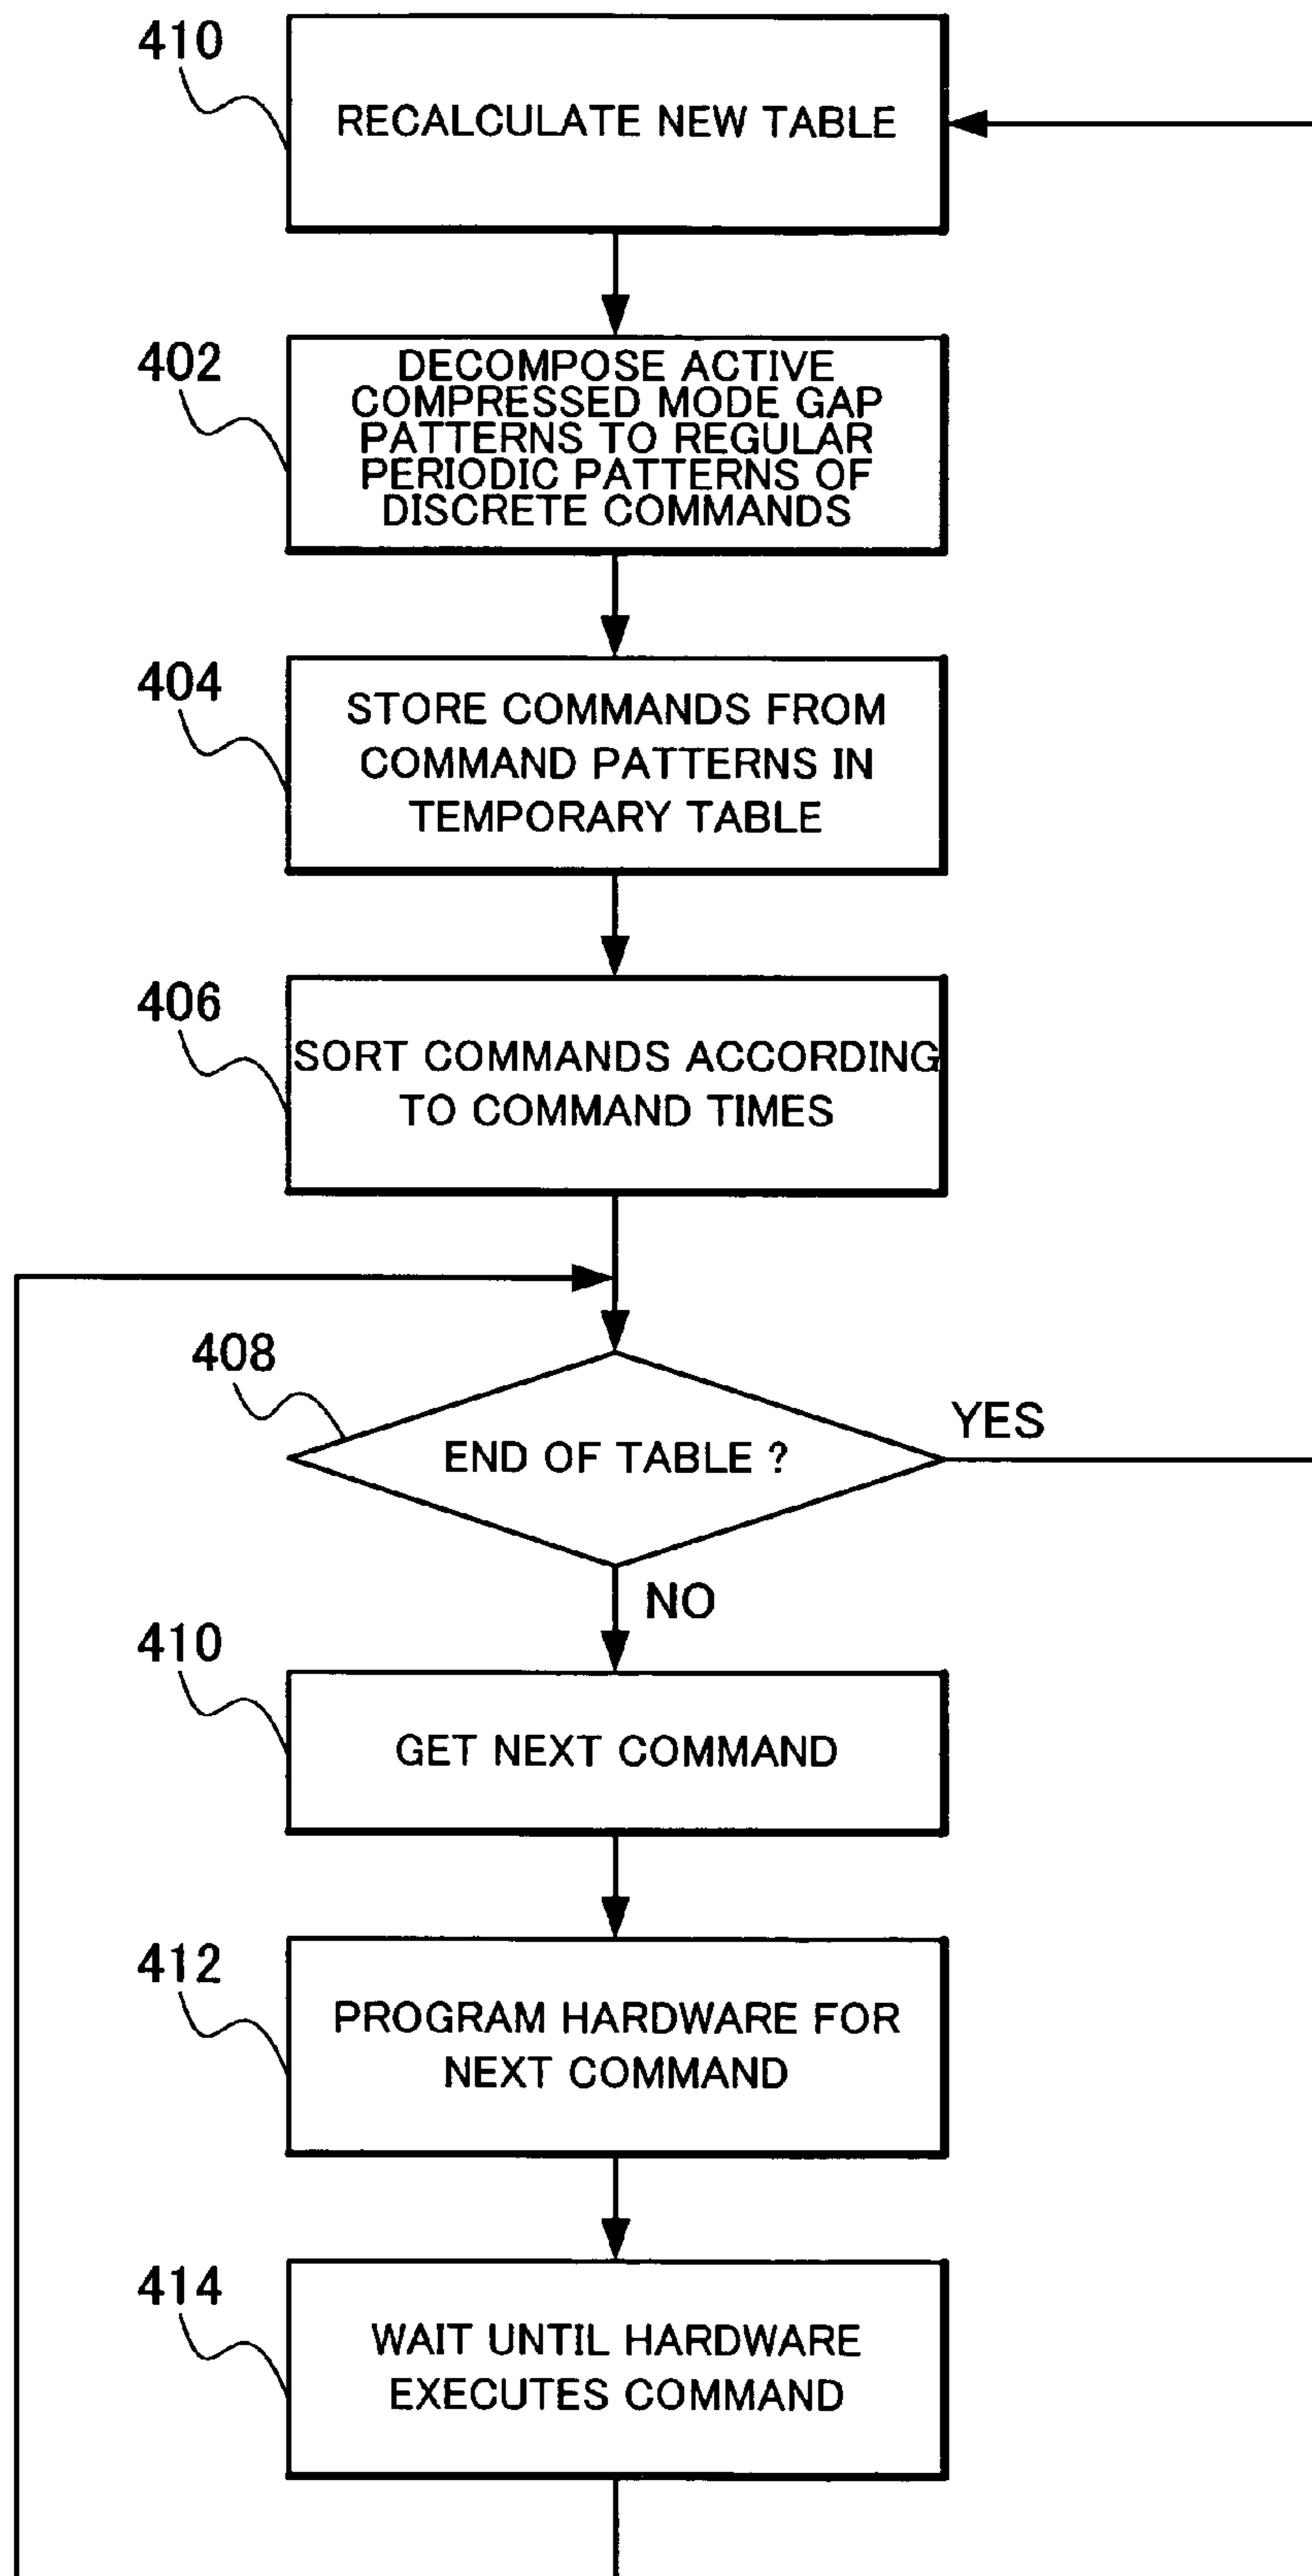 410
RECALCULATE NEW TABLE
402
DECOMPOSE ACTIVE
COMPRESSED MODE GAP
PATTERNS TO REGULAR
PERIODIC PATTERNS OF
DISCRETE COMMANDS
404
STORE COMMANDS FROM
COMMAND PATTERNS IN
TEMPORARY TABLE
406
SORT COMMANDS ACCORDING
TO COMMAND TIMES
408
END OF TABLE ?
YES
NO
410
GET NEXT COMMAND
412
PROGRAM HARDWARE FOR
NEXT COMMAND
414
WAIT UNTIL HARDWARE
EXECUTES COMMAND